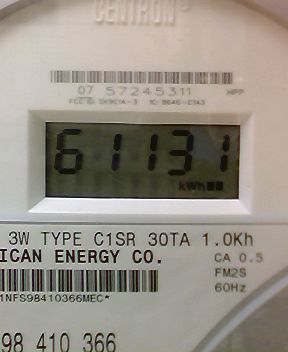 CENTRON®
07 57245311 HPP
61131
kWh
3W TYPE C1SR 30TA 1.0Kh
ICAN ENERGY CO. CA 0.5
FM2S
1NFS98410366MEC* 60Hz
98 410 366